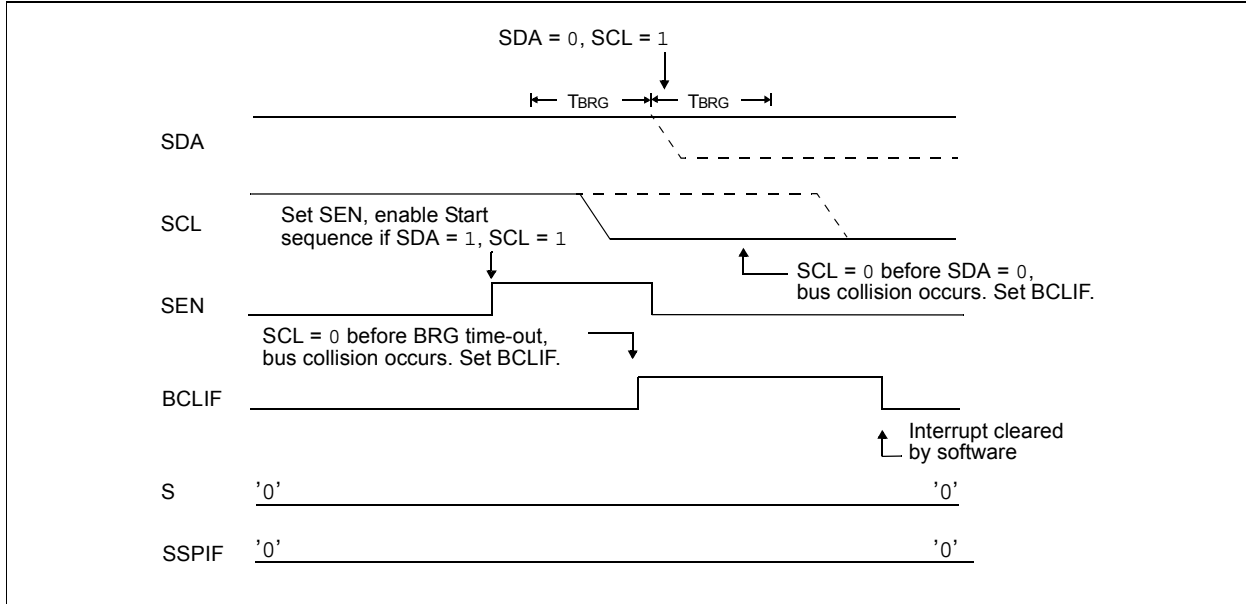 SDA = 0, SCL = 1
TBRG TBRG
SDA
SCL
Set SEN, enable Start
sequence if SDA = 1, SCL = 1
SCL = 0 before SDA = 0,
bus collision occurs. Set BCLIF.
SEN
SCL = 0 before BRG time-out,
bus collision occurs. Set BCLIF.
BCLIF
Interrupt cleared
by software
S '0' '0'
SSPIF '0' '0'